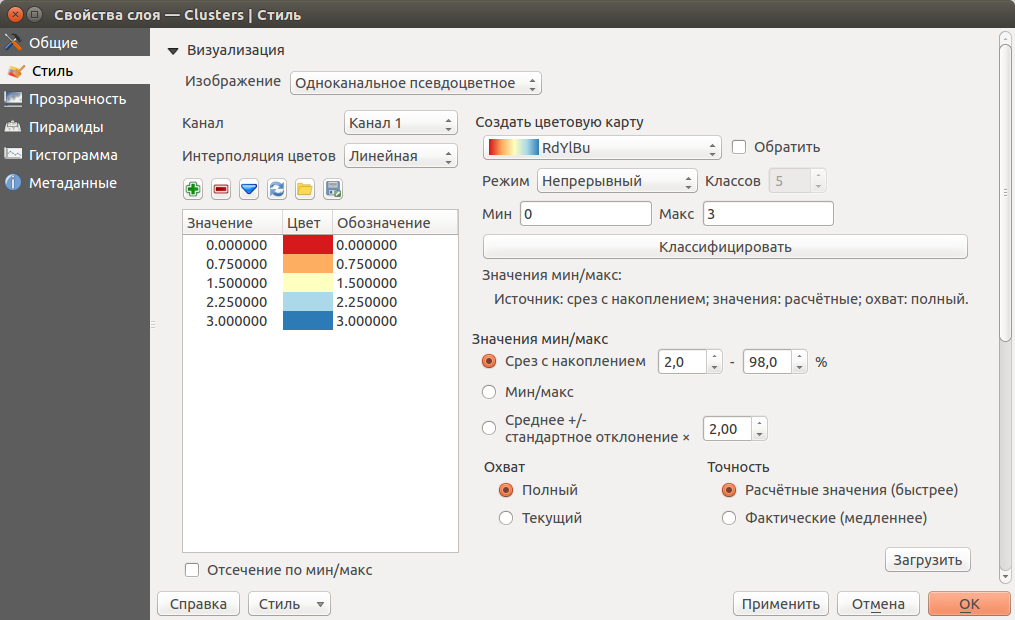 Свойства слоя — Clusters | Стиль
Общие
Стиль
Прозрачность
Пирамиды
Гистограмма
Метаданные
Визуализация
Изображение Одноканальное псевдоцветное
Канал Канал 1
Интерполяция цветов Линейная
Значение Цвет Обозначение
0.000000 0.000000
0.750000 0.750000
1.500000 1.500000
2.250000 2.250000
3.000000 3.000000
Отсечение по мин/макс
Создать цветовую карту
RdYlBu Обратить
Режим Непрерывный Классов 5
Мин 0 Макс 3
Классифицировать
Значения мин/макс:
Источник: срез с накоплением; значения: расчётные; охват: полный.
Значения мин/макс
Срез с накоплением 2,0 - 98,0 %
Мин/макс
Среднее +/-
стандартное отклонение × 2,00
Охват
Полный
Текущий
Точность
Расчётные значения (быстрее)
Фактические (медленнее)
Загрузить
Справка Стиль Применить Отмена OK